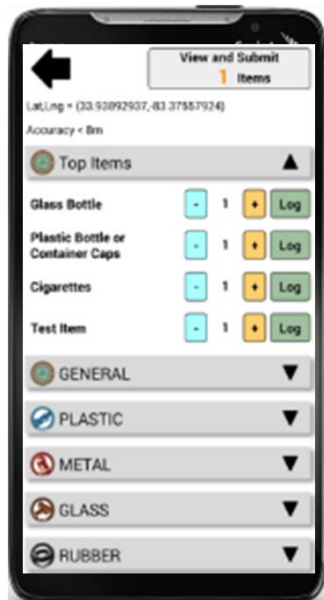 View and Submit
1 Items
Lat,Lng = (33.93892937,-83.37557924)
Accuracy < 8m
Top Items
Glass Bottle - 1 + Log
Plastic Bottle or
Container Caps - 1 + Log
Cigarettes - 1 + Log
Test Item - 1 + Log
GENERAL
PLASTIC
METAL
GLASS
RUBBER